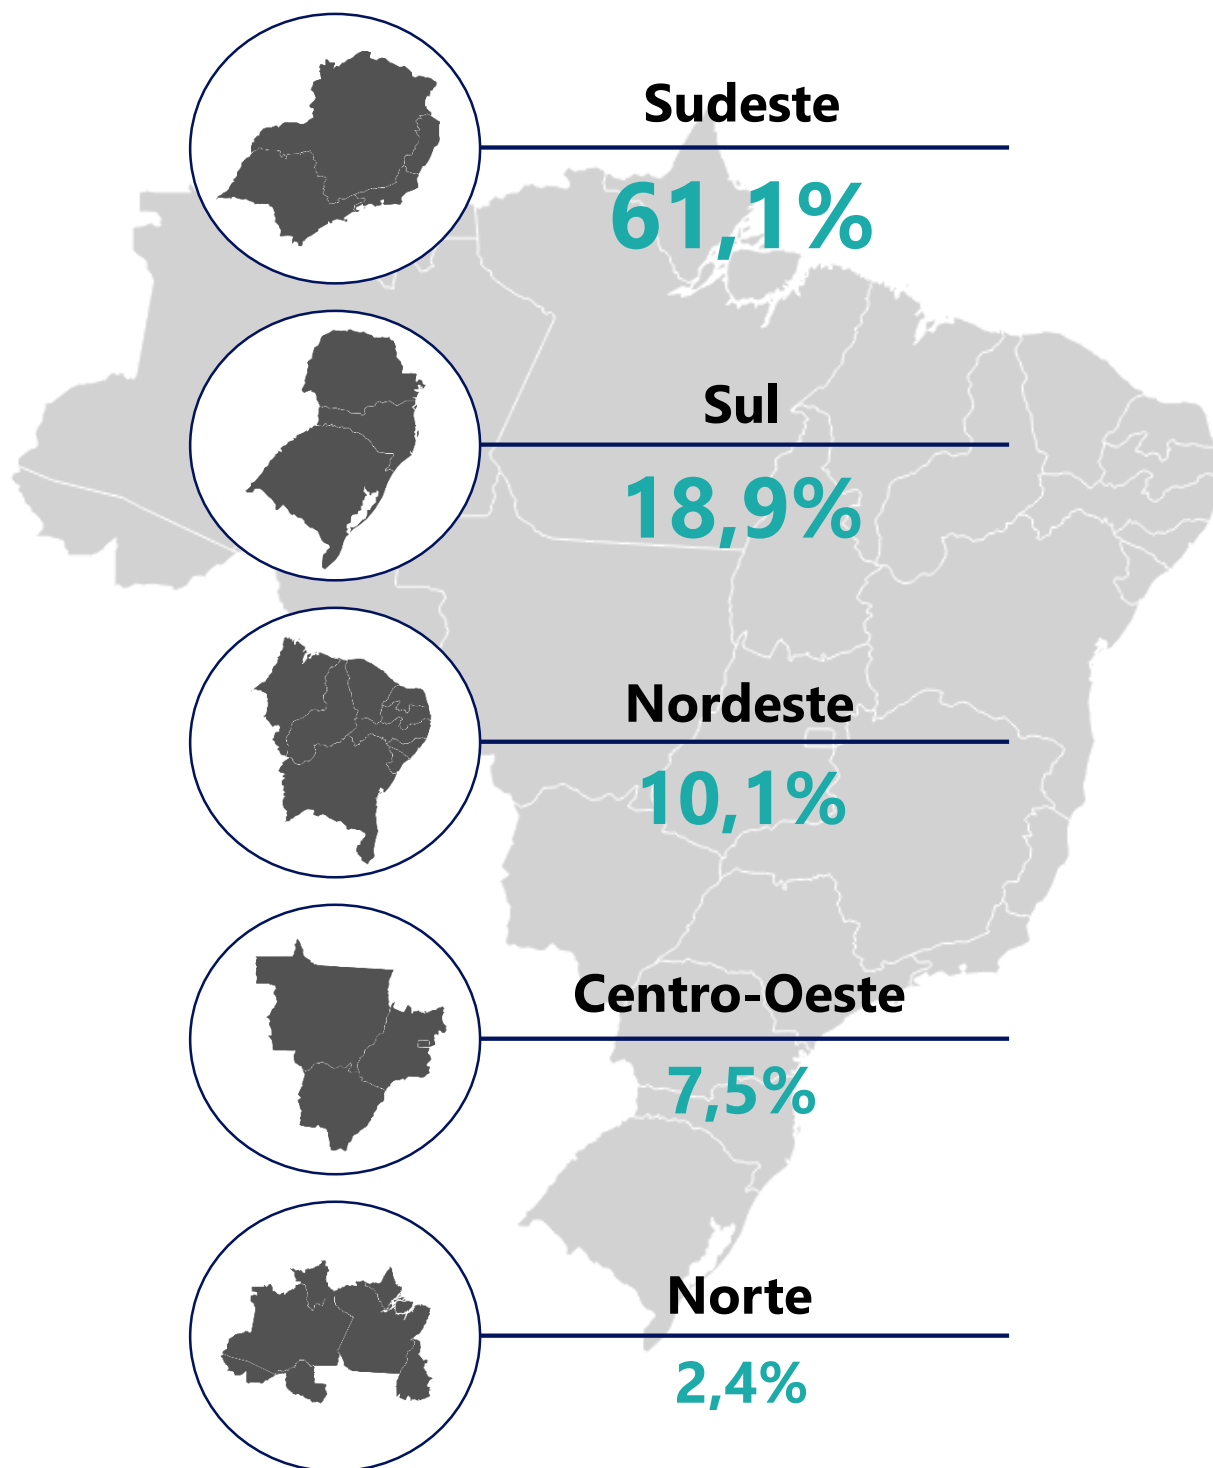 Sudeste
61,1%
Sul
18,9%
Nordeste
10,1%
Centro-Oeste
7,5%
Norte
2,4%